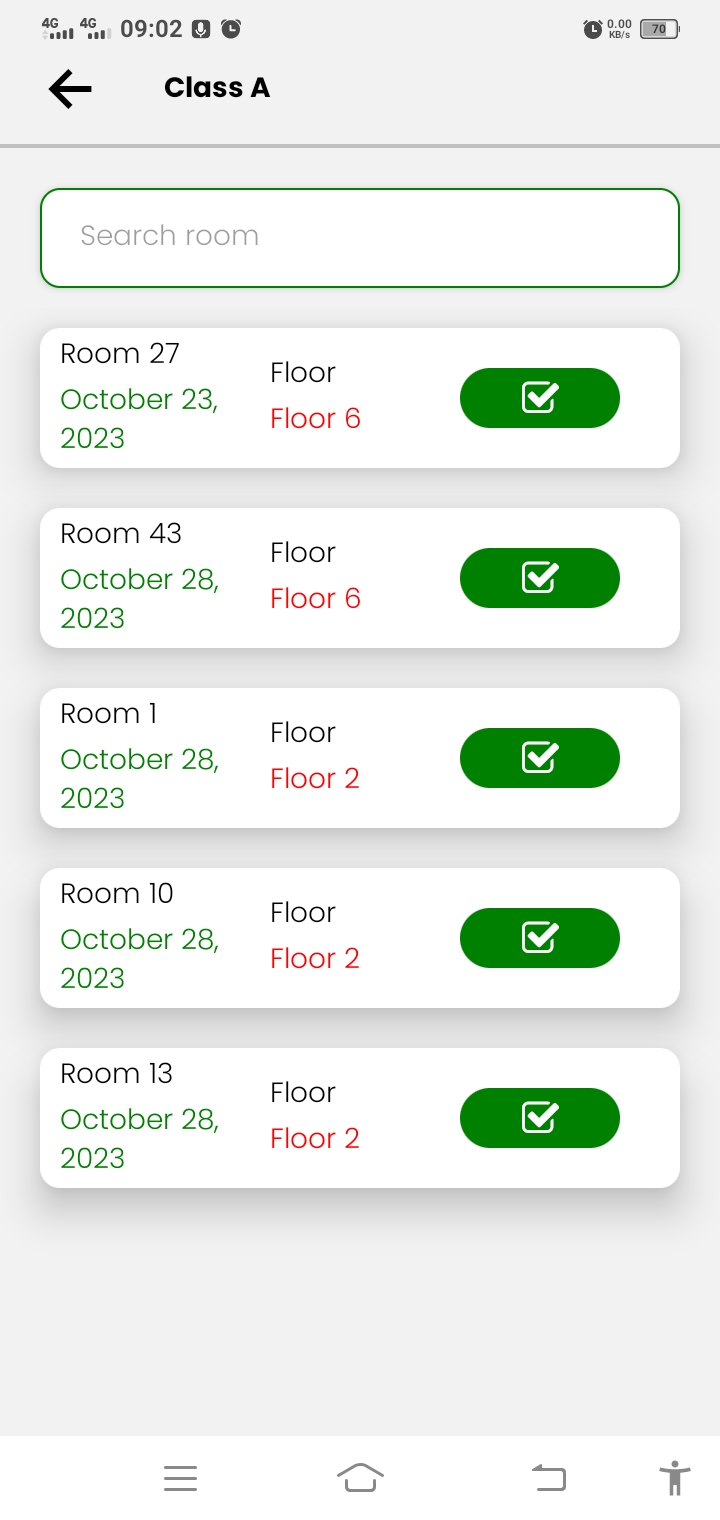 4G 4G 09:02 0.00 KB/s 70
Class A
Search room
Room 27
October 23,
2023
Floor
Floor 6
Room 43
October 28,
2023
Floor
Floor 6
Room 1
October 28,
2023
Floor
Floor 2
Room 10
October 28,
2023
Floor
Floor 2
Room 13
October 28,
2023
Floor
Floor 2